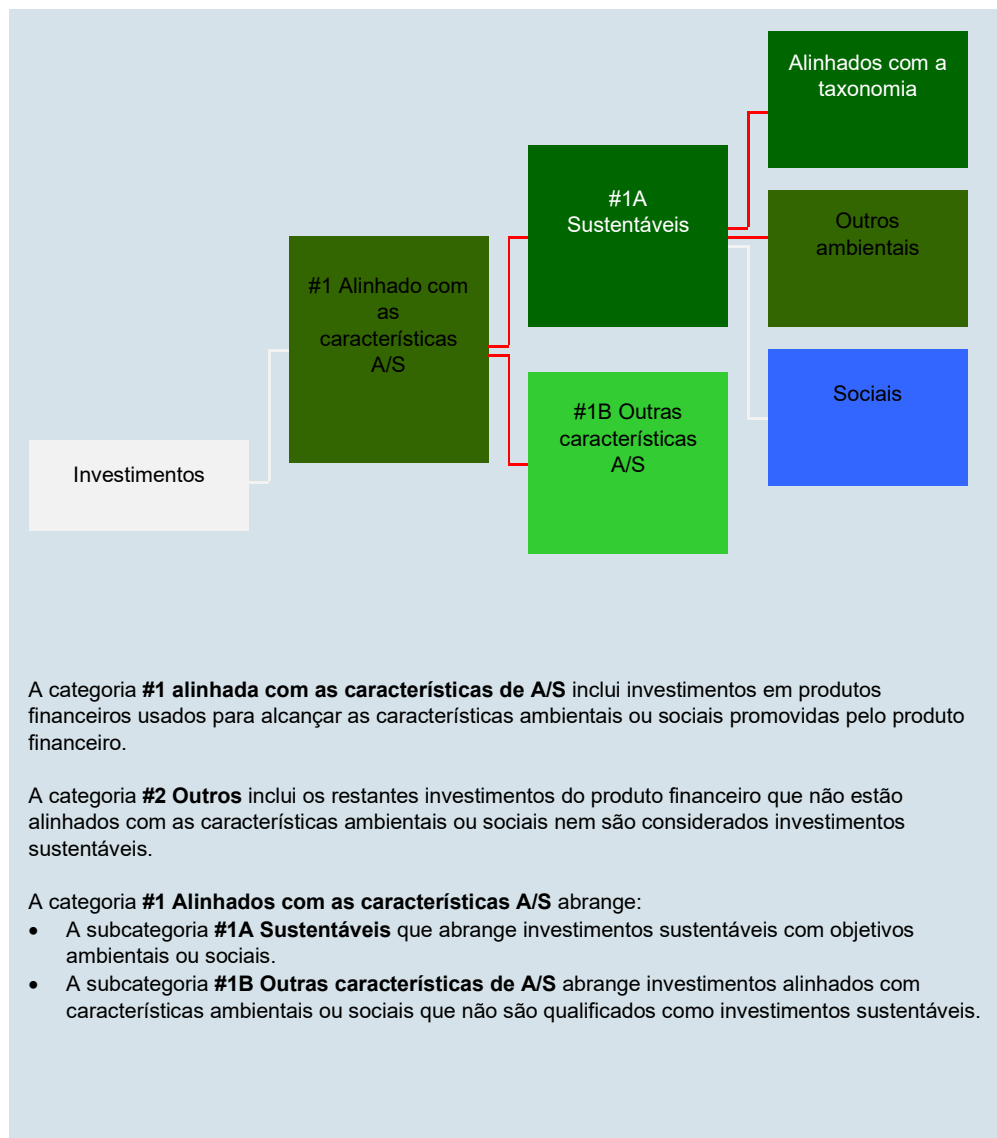 Alinhados com a
taxonomia
#1A
Sustentáveis
Outros
ambientais
#1 Alinhado com
as
características
A/S
Sociais
#1B Outras
características
A/S
Investimentos
A categoria #1 alinhada com as características de A/S inclui investimentos em produtos
financeiros usados para alcançar as características ambientais ou sociais promovidas pelo produto
financeiro.
A categoria #2 Outros inclui os restantes investimentos do produto financeiro que não estão
alinhados com as características ambientais ou sociais nem são considerados investimentos
sustentáveis.
A categoria #1 Alinhados com as características A/S abrange:
• A subcategoria #1A Sustentáveis que abrange investimentos sustentáveis com objetivos
ambientais ou sociais.
• A subcategoria #1B Outras características de A/S abrange investimentos alinhados com
características ambientais ou sociais que não são qualificados como investimentos sustentáveis.